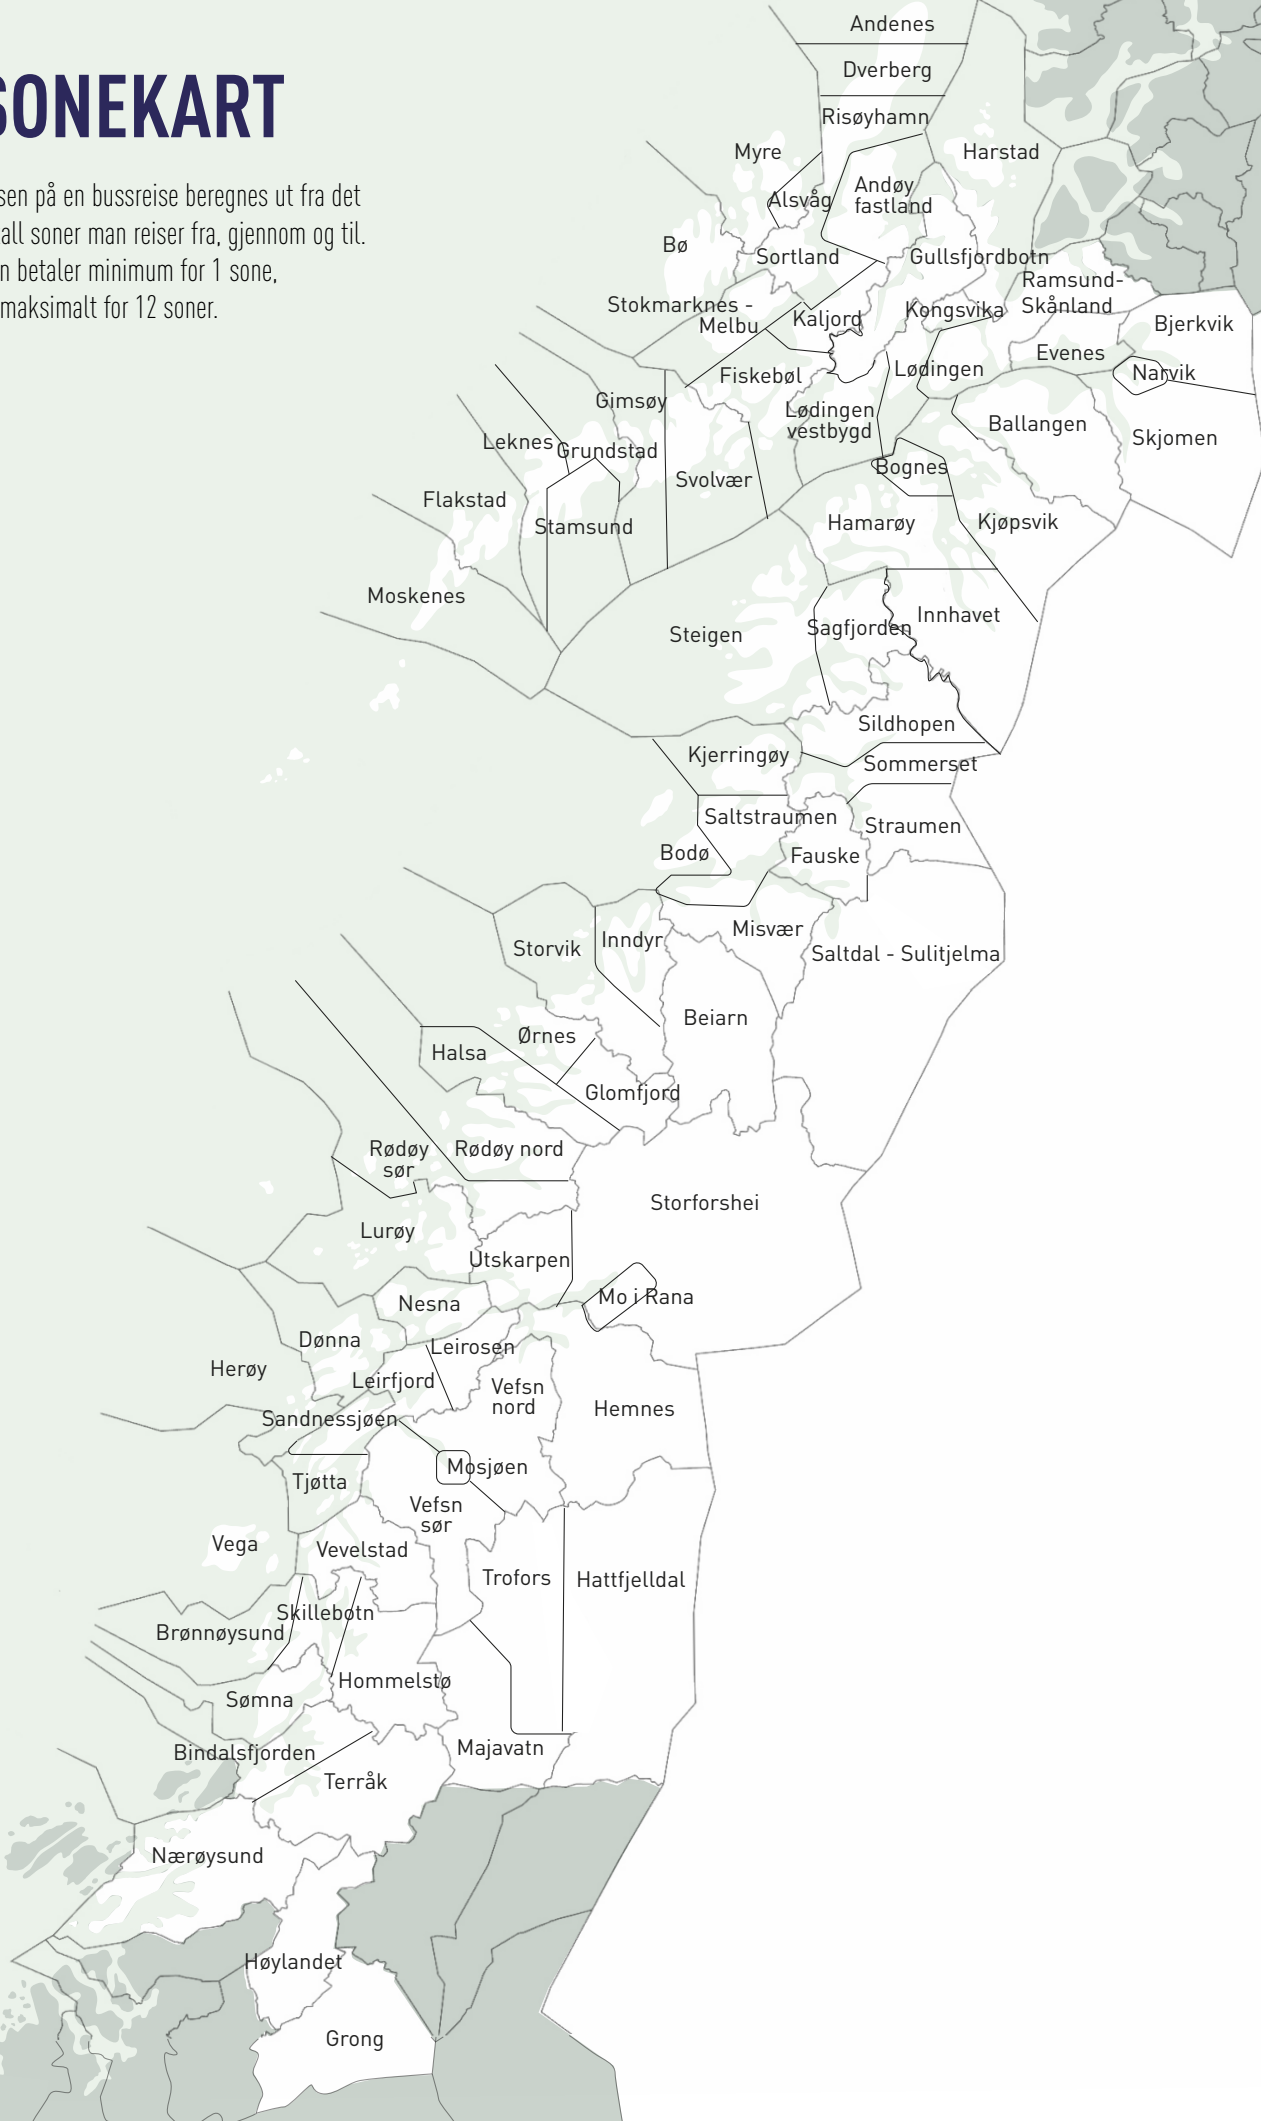 SONEKART
sen på en bussreise beregnes ut fra det
all soner man reiser fra, gjennom og til.
n betaler minimum for 1 sone,
maksimalt for 12 soner.
Andenes
Dverberg
Risøyhamn
Myre
Harstad
Alsvåg
Andøy
fastland
Bø
Sortland
Gullsfjordbotn
Ramsund-
Skånland
Stokmarknes -
Melbu
Kaljord
Kongsvika
Bjerkvik
Evenes
Fiskebøl
Lødingen
Narvik
Gimsøy
Lødingen
vestbygd
Ballangen
Skjomen
Leknes
Grundstad
Svolvær
Bognes
Flakstad
Stamsund
Hamarøy
Kjøpsvik
Moskenes
Steigen
Sagfjorden
Innhavet
Sildhopen
Kjerringøy
Sommerset
Saltstraumen
Straumen
Bodø
Fauske
Misvær
Storvik
Inndyr
Saltdal - Sulitjelma
Beiarn
Ørnes
Halsa
Glomfjord
Rødøy
sør
Rødøy nord
Storforshei
Lurøy
Utskarpen
Mo i Rana
Nesna
Dønna
Leirosen
Herøy
Leirfjord
Vefsn
nord
Hemnes
Sandnessjøen
Mosjøen
Tjøtta
Vefsn
sør
Vega
Vevelstad
Trofors
Hattfjelldal
Skillebotn
Brønnøysund
Hommelstø
Sømna
Bindalsfjorden
Majavatn
Terråk
Nærøysund
Høylandet
Grong